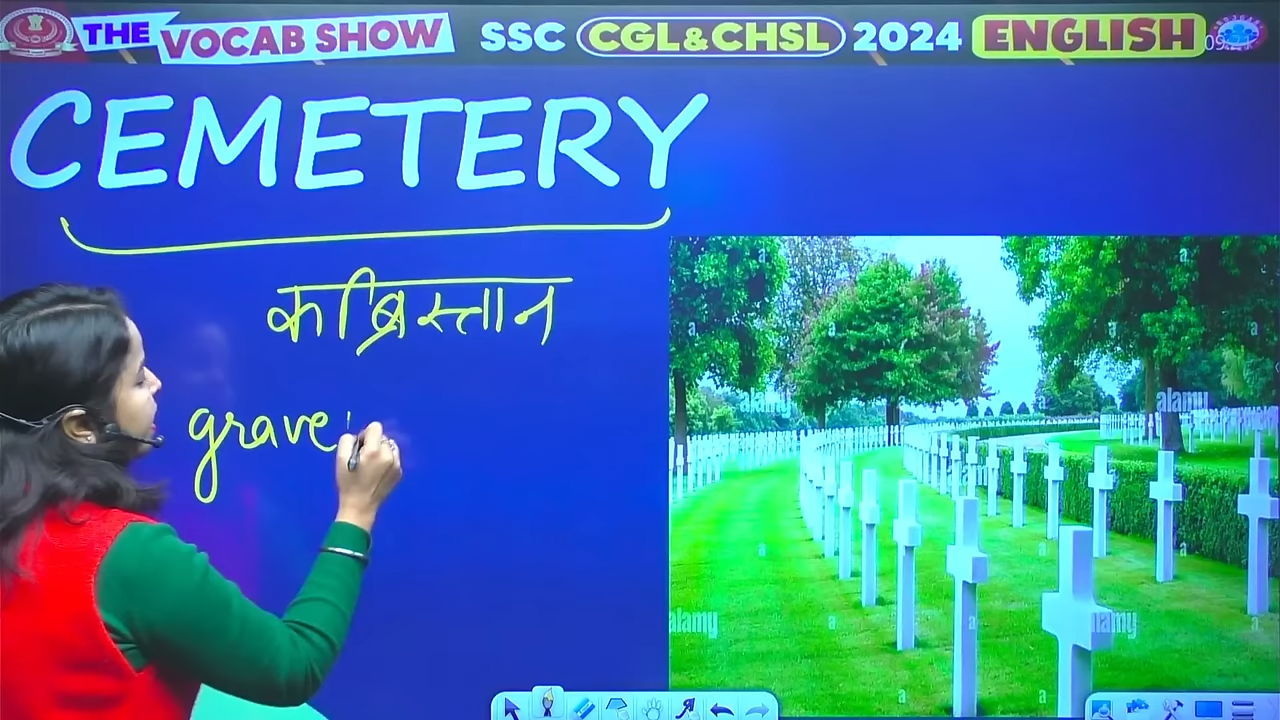 THE VOCAB SHOW SSC CGL&CHSL 2024 ENGLISH
CEMETERY
कब्रिस्तान
grave
alamy
alamy
alamy
alamy